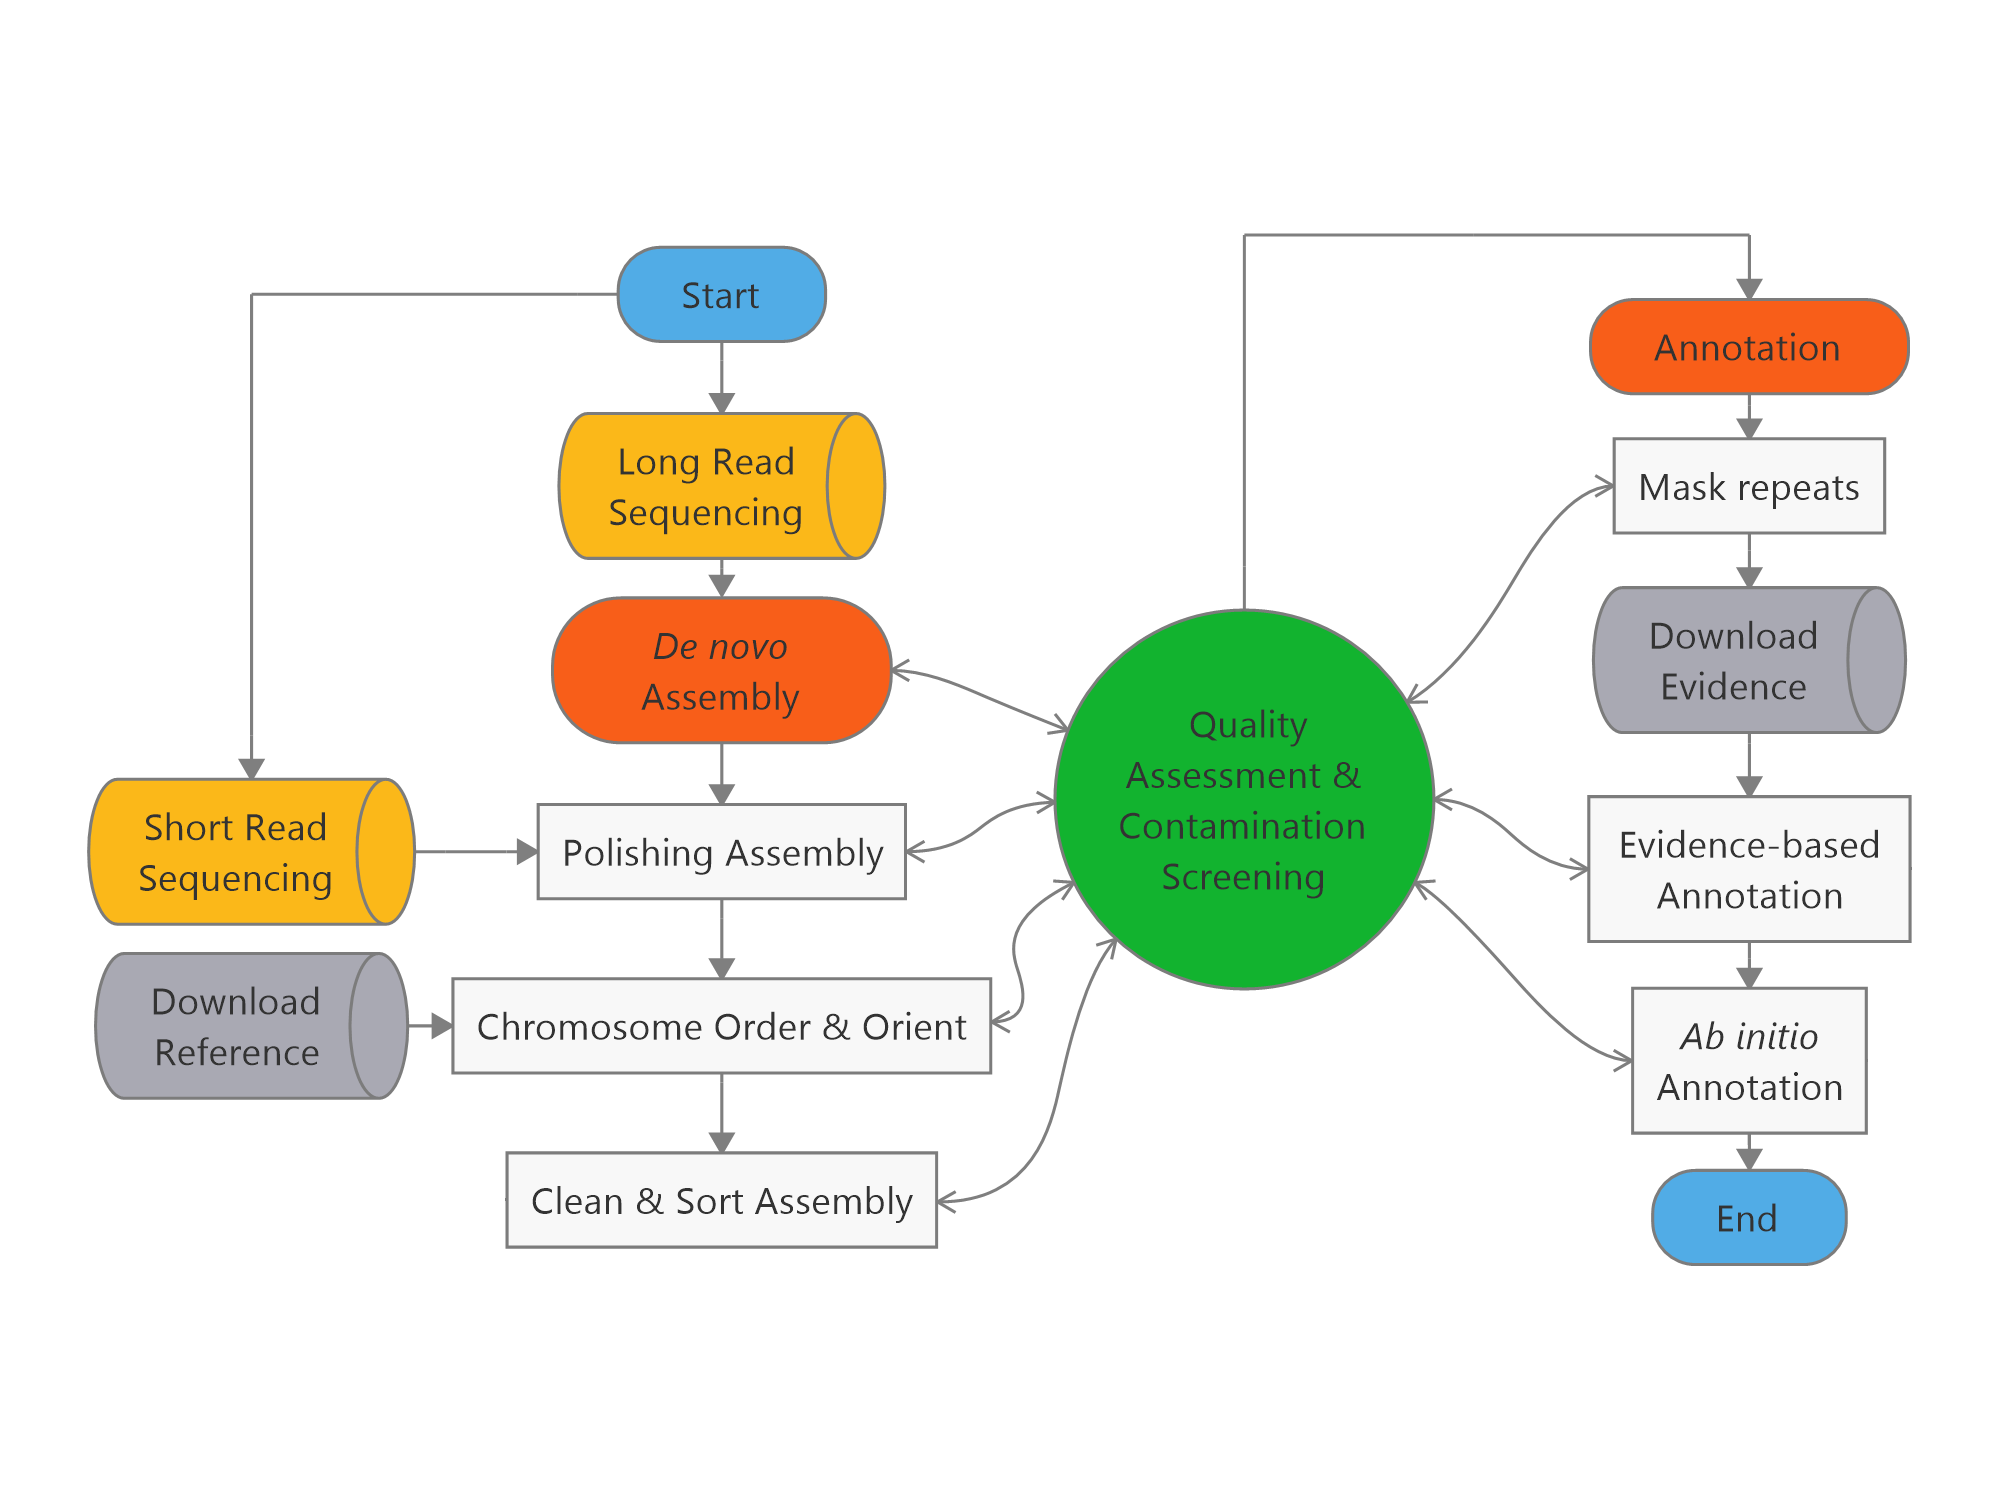 Start
Long Read
Sequencing
De novo
Assembly
Short Read
Sequencing
Polishing Assembly
Download
Reference
Chromosome Order & Orient
Clean & Sort Assembly
Quality
Assessment &
Contamination
Screening
Annotation
Mask repeats
Download
Evidence
Evidence-based
Annotation
Ab initio
Annotation
End